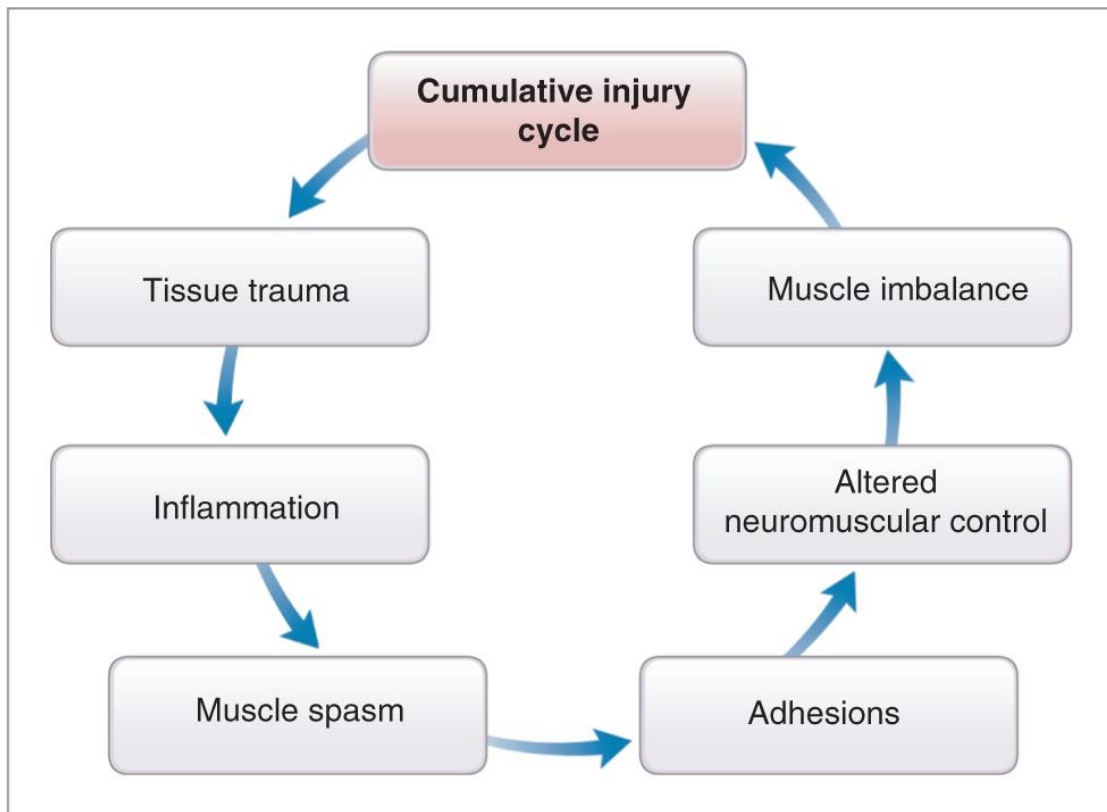 Cumulative injury
cycle
Tissue trauma
Inflammation
Muscle spasm
Adhesions
Altered
neuromuscular control
Muscle imbalance